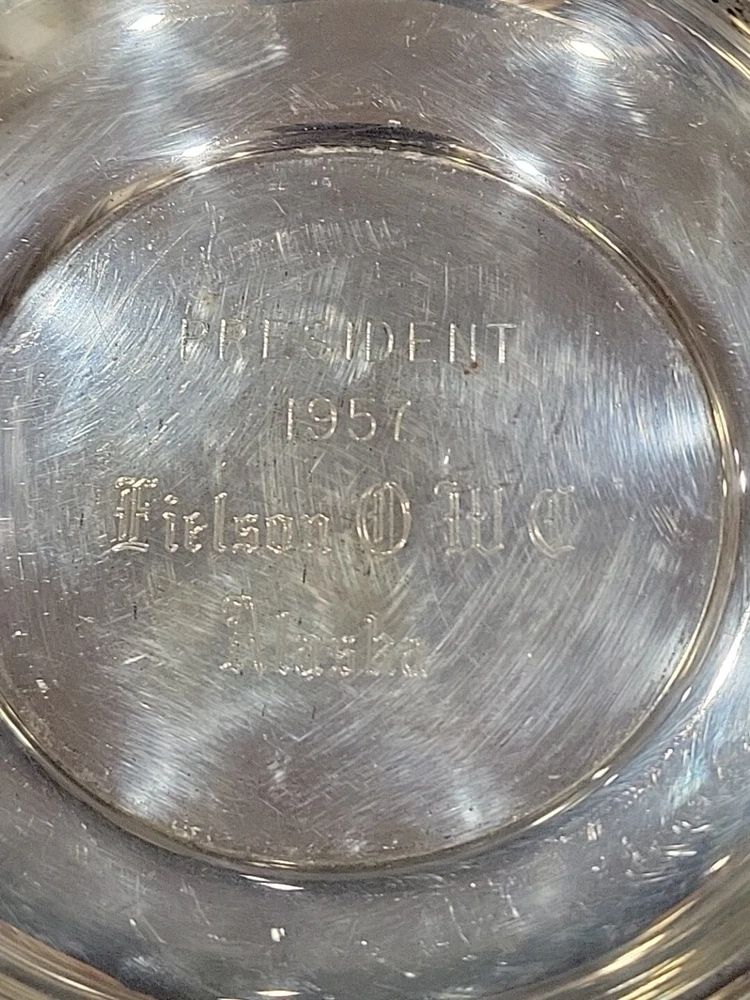 PRESIDENT
1957
Eielson O W C
Alaska